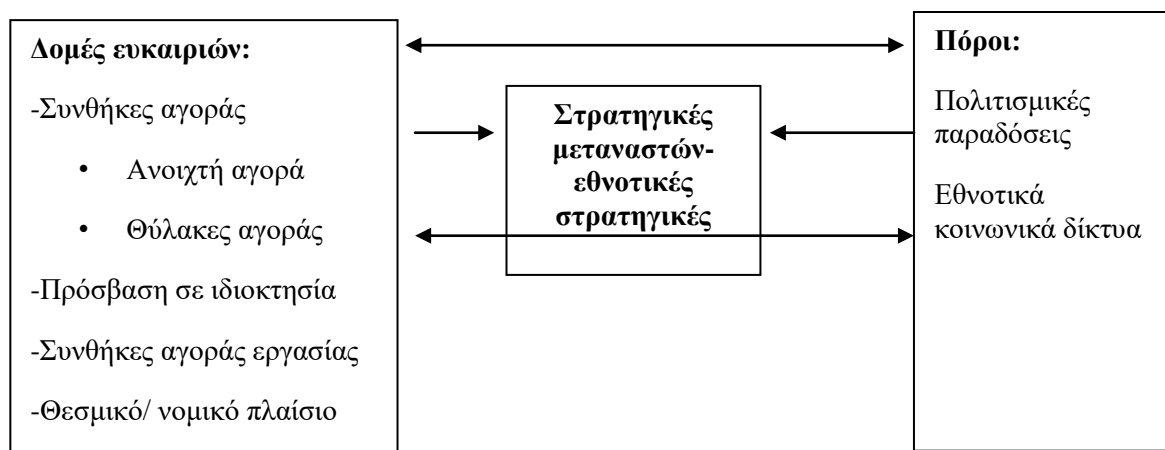 Δομές ευκαιριών:
-Συνθήκες αγοράς
• Ανοιχτή αγορά
• Θύλακες αγοράς
-Πρόσβαση σε ιδιοκτησία
-Συνθήκες αγοράς εργασίας
-Θεσμικό/ νομικό πλαίσιο
Στρατηγικές
μεταναστών-
εθνοτικές
στρατηγικές
Πόροι:
Πολιτισμικές
παραδόσεις
Εθνοτικά
κοινωνικά δίκτυα